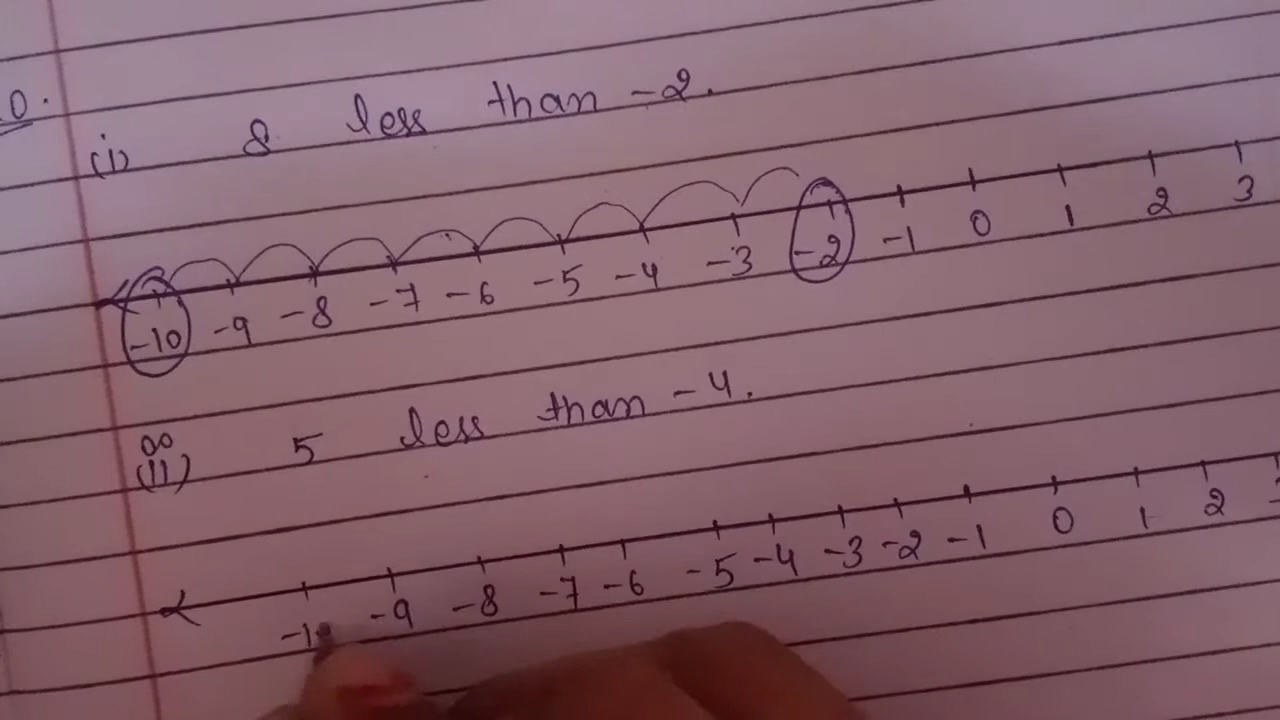 (i) 8 less than -2.
-10 -9 -8 -7 -6 -5 -4 -3 -2 -1 0 1 2 3
(ii) 5 less than -4.
-9 -8 -7 -6 -5 -4 -3 -2 -1 0 1 2